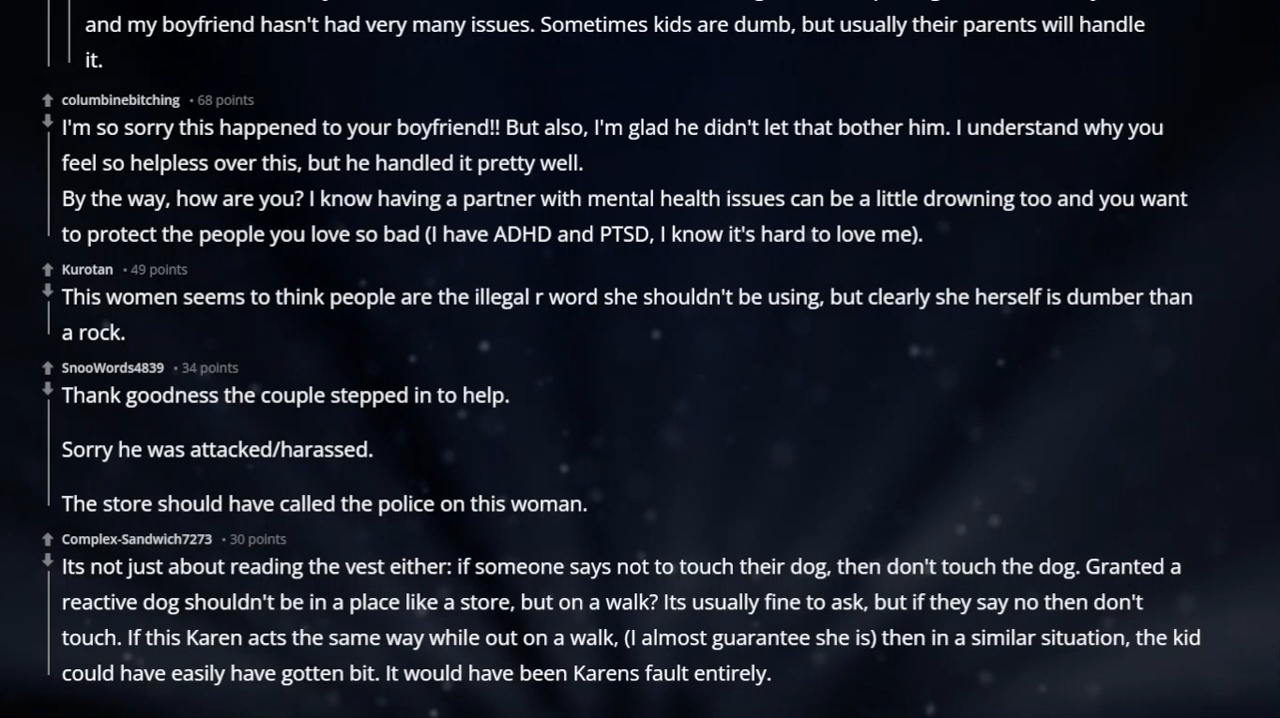 and my boyfriend hasn't had very many issues. Sometimes kids are dumb, but usually their parents will handle
it.
columbinebitching • 68 points
I'm so sorry this happened to your boyfriend!! But also, I'm glad he didn't let that bother him. I understand why you
feel so helpless over this, but he handled it pretty well.
By the way, how are you? I know having a partner with mental health issues can be a little drowning too and you want
to protect the people you love so bad (I have ADHD and PTSD, I know it's hard to love me).
Kurotan • 49 points
This women seems to think people are the illegal r word she shouldn't be using, but clearly she herself is dumber than
a rock.
SnooWords4839 • 34 points
Thank goodness the couple stepped in to help.
Sorry he was attacked/harassed.
The store should have called the police on this woman.
Complex-Sandwich7273 • 30 points
Its not just about reading the vest either: if someone says not to touch their dog, then don't touch the dog. Granted a
reactive dog shouldn't be in a place like a store, but on a walk? Its usually fine to ask, but if they say no then don't
touch. If this Karen acts the same way while out on a walk, (I almost guarantee she is) then in a similar situation, the kid
could have easily have gotten bit. It would have been Karens fault entirely.